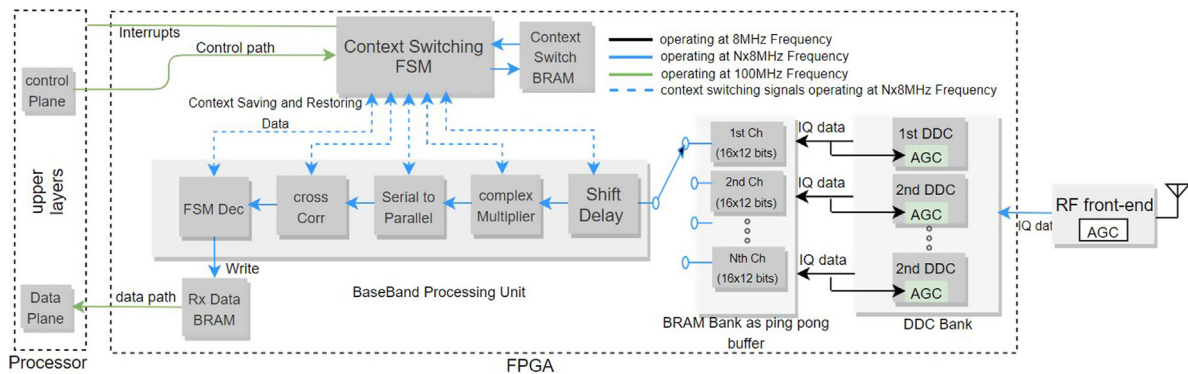 Interrupts
Control path
control
Plane
upper
layers
Data
Plane
data path
Processor
Context Switching
FSM
Context
Switch
BRAM
operating at 8MHz Frequency
operating at Nx8MHz Frequency
operating at 100MHz Frequency
context switching signals operating at Nx8MHz Frequency
Context Saving and Restoring
Data
FSM Dec
cross
Corr
Serial to
Parallel
complex
Multiplier
Shift
Delay
Write
BaseBand Processing Unit
Rx Data
BRAM
1st Ch
(16x12 bits)
2nd Ch
(16x12 bits)
Nth Ch
(16x12 bits)
BRAM Bank as ping pong
buffer
IQ data
IQ data
IQ data
1st DDC
AGC
2nd DDC
AGC
2nd DDC
AGC
DDC Bank
IQ dat
RF front-end
AGC
FPGA